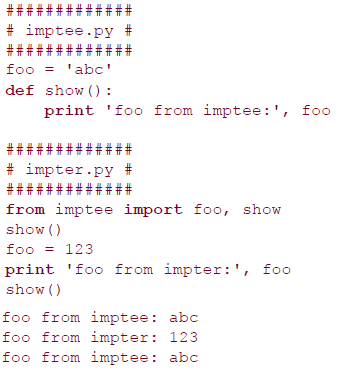 #############
# imptee.py #
#############
foo = 'abc'
def show():
    print 'foo from imptee:', foo

#############
# impter.py #
#############
from imptee import foo, show
show()
foo = 123
print 'foo from impter:', foo
show()
foo from imptee: abc
foo from impter: 123
foo from imptee: abc